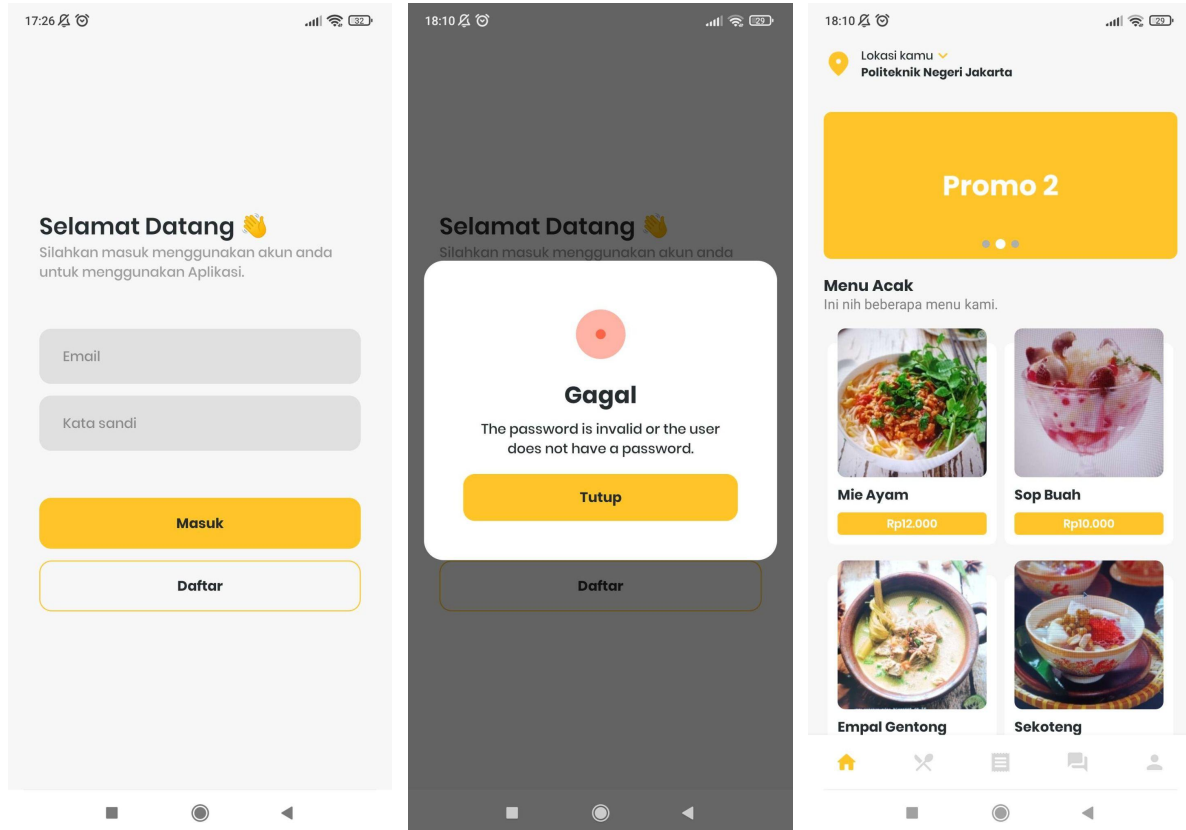 17:26
32
Selamat Datang 👋
Silahkan masuk menggunakan akun anda
untuk menggunakan Aplikasi.
Email
Kata sandi
Masuk
Daftar
18:10
29
Selamat Datang 👋
Silahkan masuk menggunakan akun anda
Gagal
The password is invalid or the user
does not have a password.
Tutup
Daftar
18:10
29
Lokasi kamu
Politeknik Negeri Jakarta
Promo 2
Menu Acak
Ini nih beberapa menu kami.
Mie Ayam
Sop Buah
Rp12.000
Rp10.000
Empal Gentong
Sekoteng